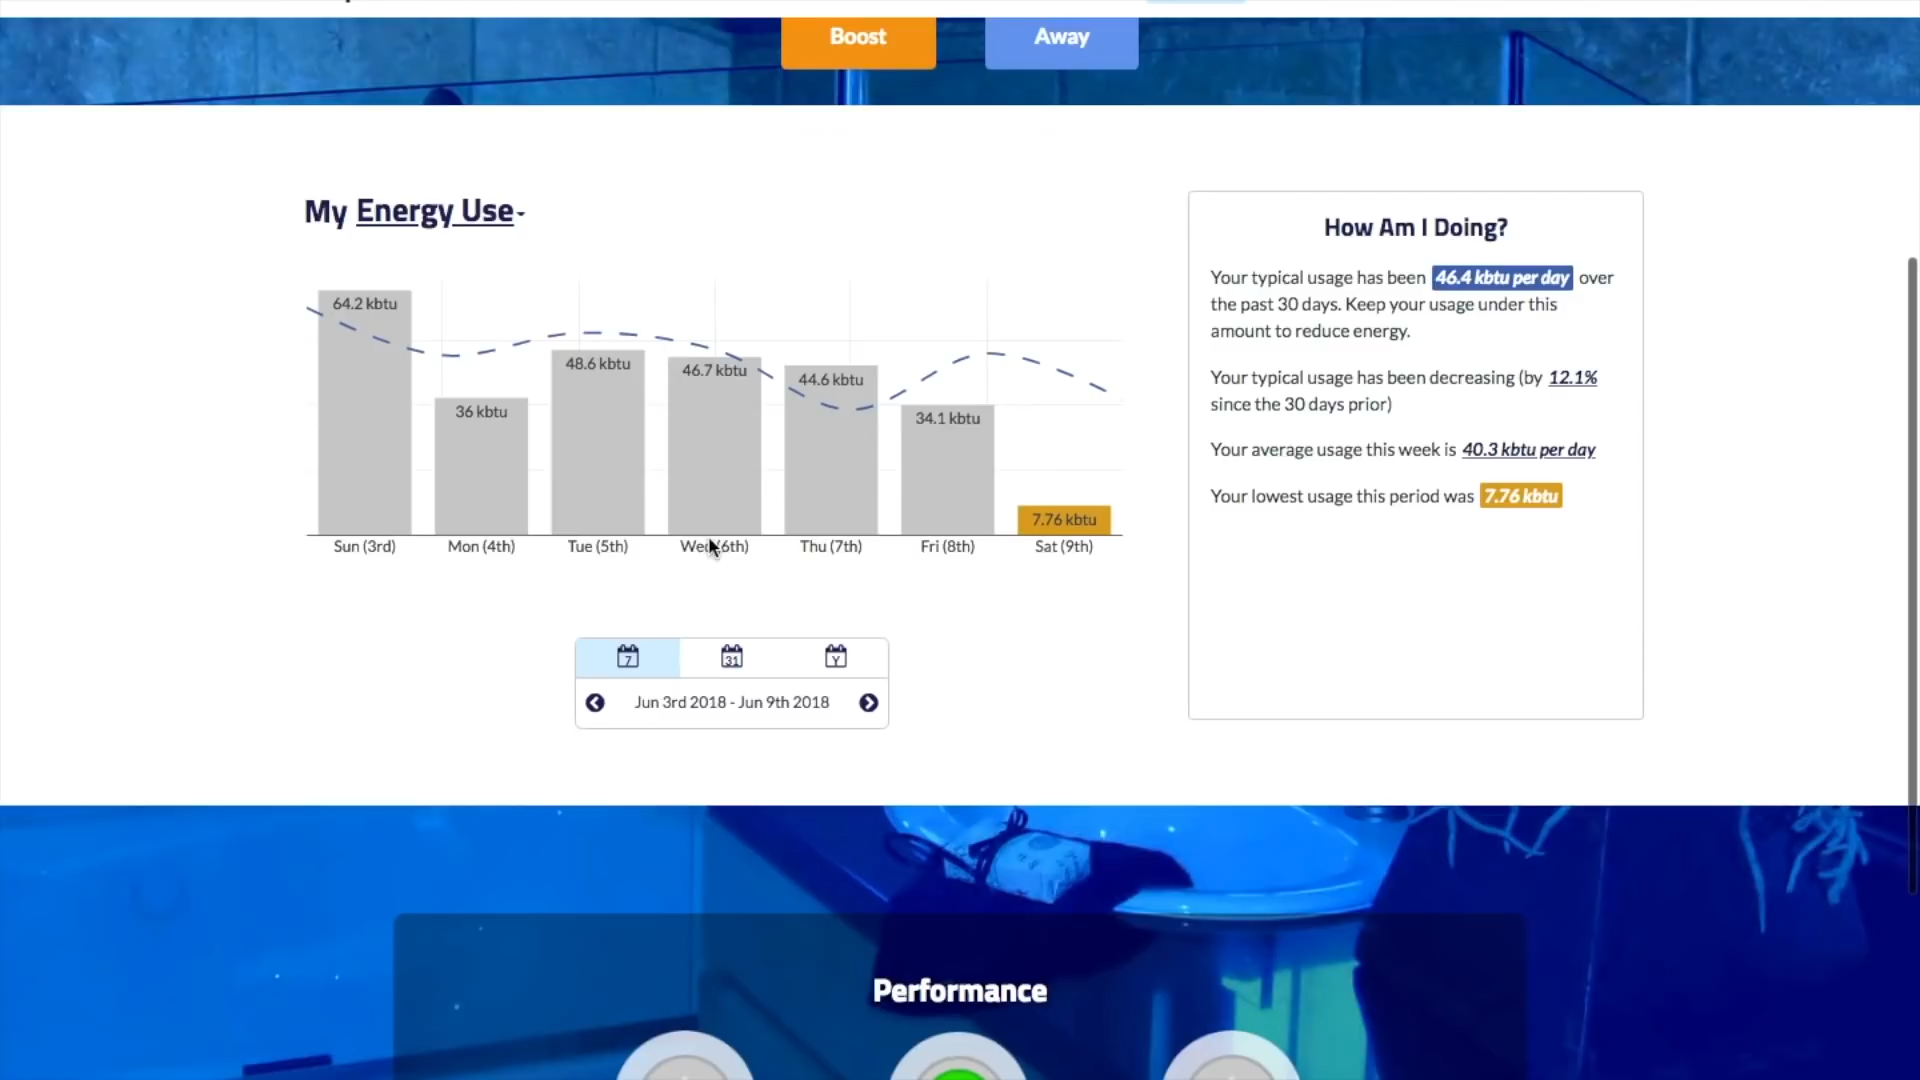 Boost
Away
My Energy Use
64.2 kbtu
36 kbtu
48.6 kbtu
46.7 kbtu
44.6 kbtu
34.1 kbtu
7.76 kbtu
Sun (3rd)
Mon (4th)
Tue (5th)
Wed (6th)
Thu (7th)
Fri (8th)
Sat (9th)
7
31
Y
Jun 3rd 2018 - Jun 9th 2018
How Am I Doing?
Your typical usage has been 46.4 kbtu per day over
the past 30 days. Keep your usage under this
amount to reduce energy.
Your typical usage has been decreasing (by 12.1%
since the 30 days prior)
Your average usage this week is 40.3 kbtu per day
Your lowest usage this period was 7.76 kbtu
Performance